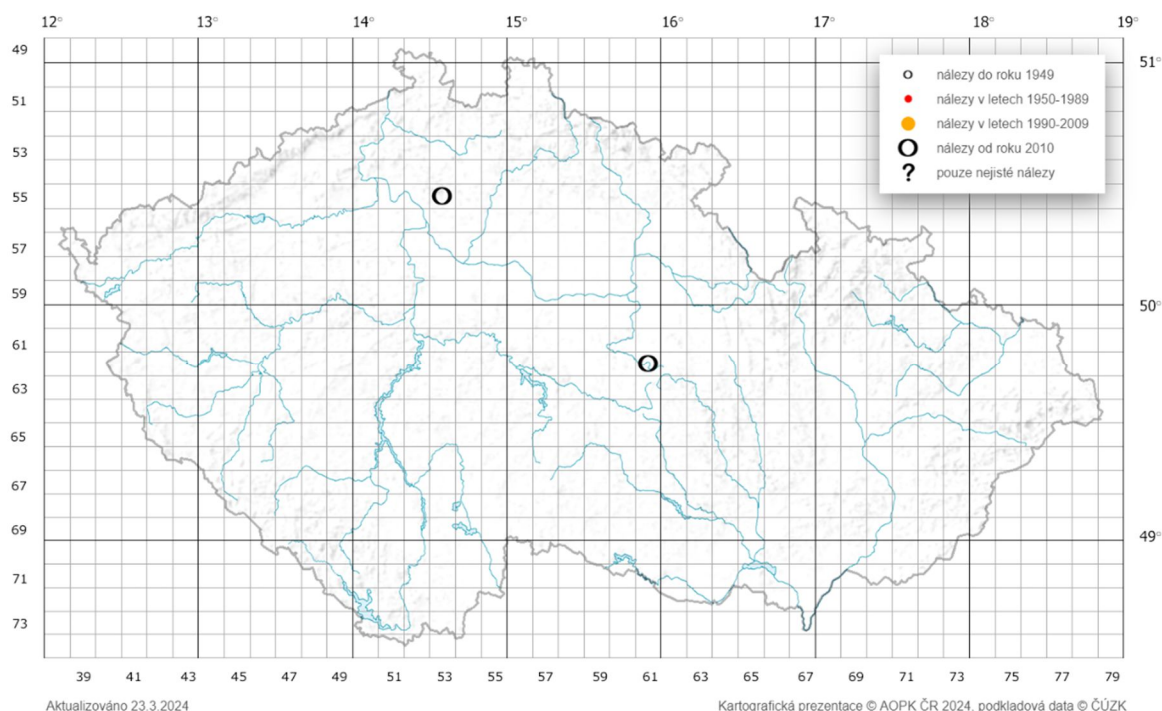 12° 13° 14° 15° 16° 17° 18° 19°
49
51°
51
53
55
57
59
50°
61
63
65
67
69
49°
71
73
nálezy do roku 1949
nálezy v letech 1950-1989
nálezy v letech 1990-2009
nálezy od roku 2010
? pouze nejisté nálezy
39 41 43 45 47 49 51 53 55 57 59 61 63 65 67 69 71 73 75 77 79
Aktualizováno 23.3.2024
Kartografická prezentace © AOPK ČR 2024, podkladová data © ČÚZK